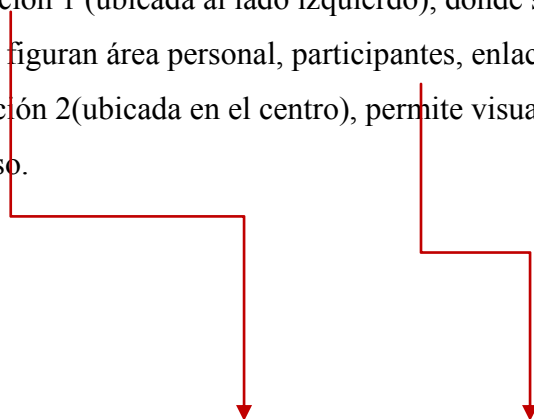 ción 1 (ubicada al lado izquierdo), donde s
figuran área personal, participantes, enlac
ción 2(ubicada en el centro), permite visua
so.